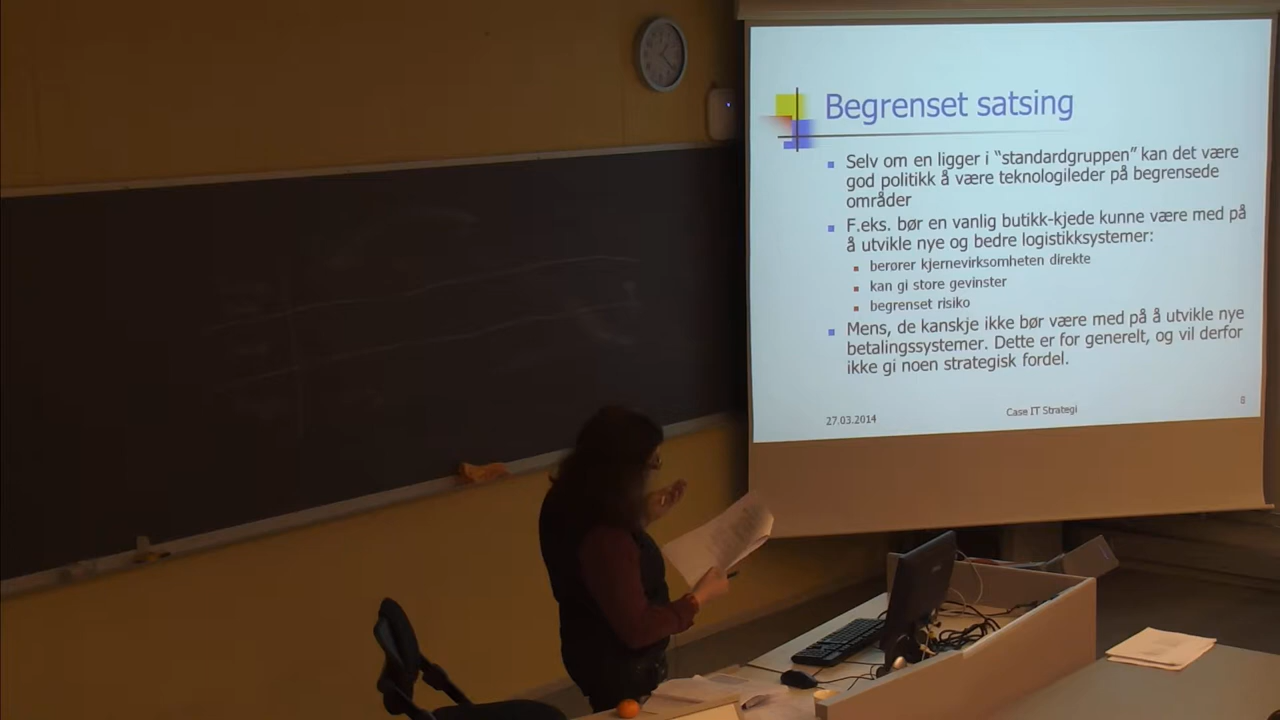 Begrenset satsing
Selv om en ligger i “standardgruppen” kan det være
god politikk å være teknologileder på begrensede
områder
F.eks. bør en vanlig butikk-kjede kunne være med på
å utvikle nye og bedre logistikksystemer:
berører kjernevirksomheten direkte
kan gi store gevinster
begrenset risiko
Mens, de kanskje ikke bør være med på å utvikle nye
betalingssystemer. Dette er for generelt, og vil derfor
ikke gi noen strategisk fordel.
27.03.2014
Case IT Strategi
8